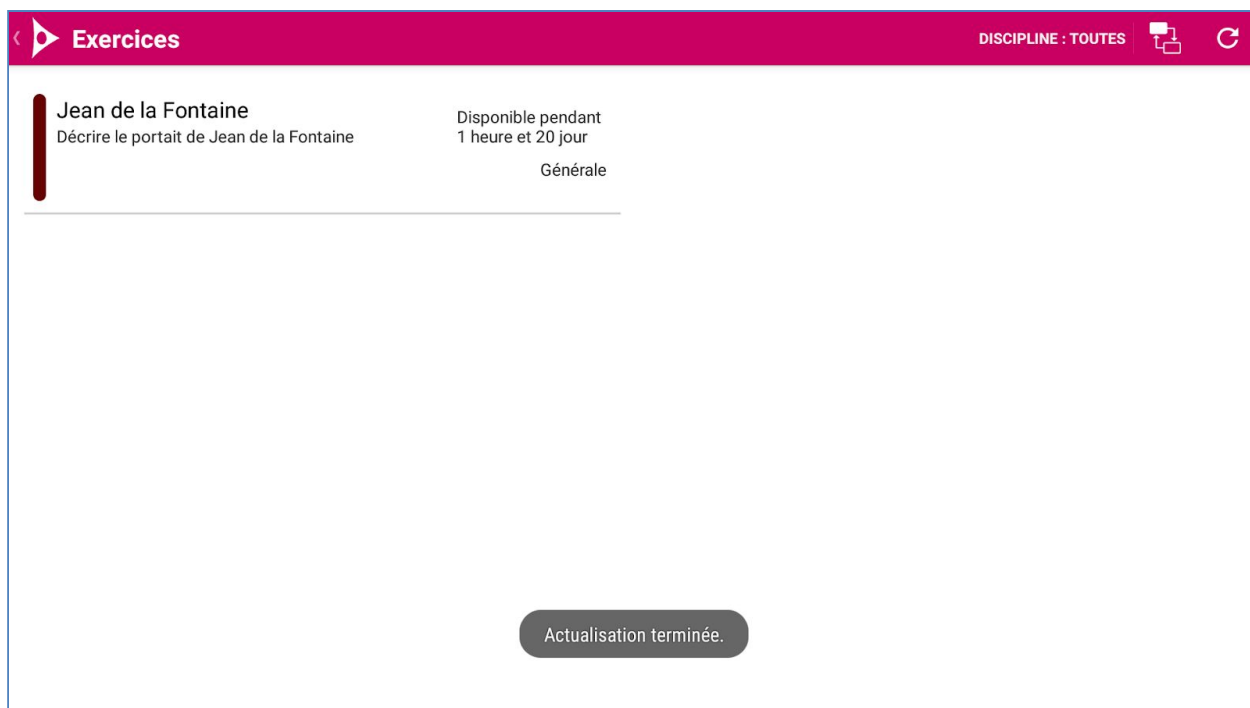 Exercices
DISCIPLINE : TOUTES
Jean de la Fontaine
Décrire le portait de Jean de la Fontaine
Disponible pendant
1 heure et 20 jour
Générale
Actualisation terminée.